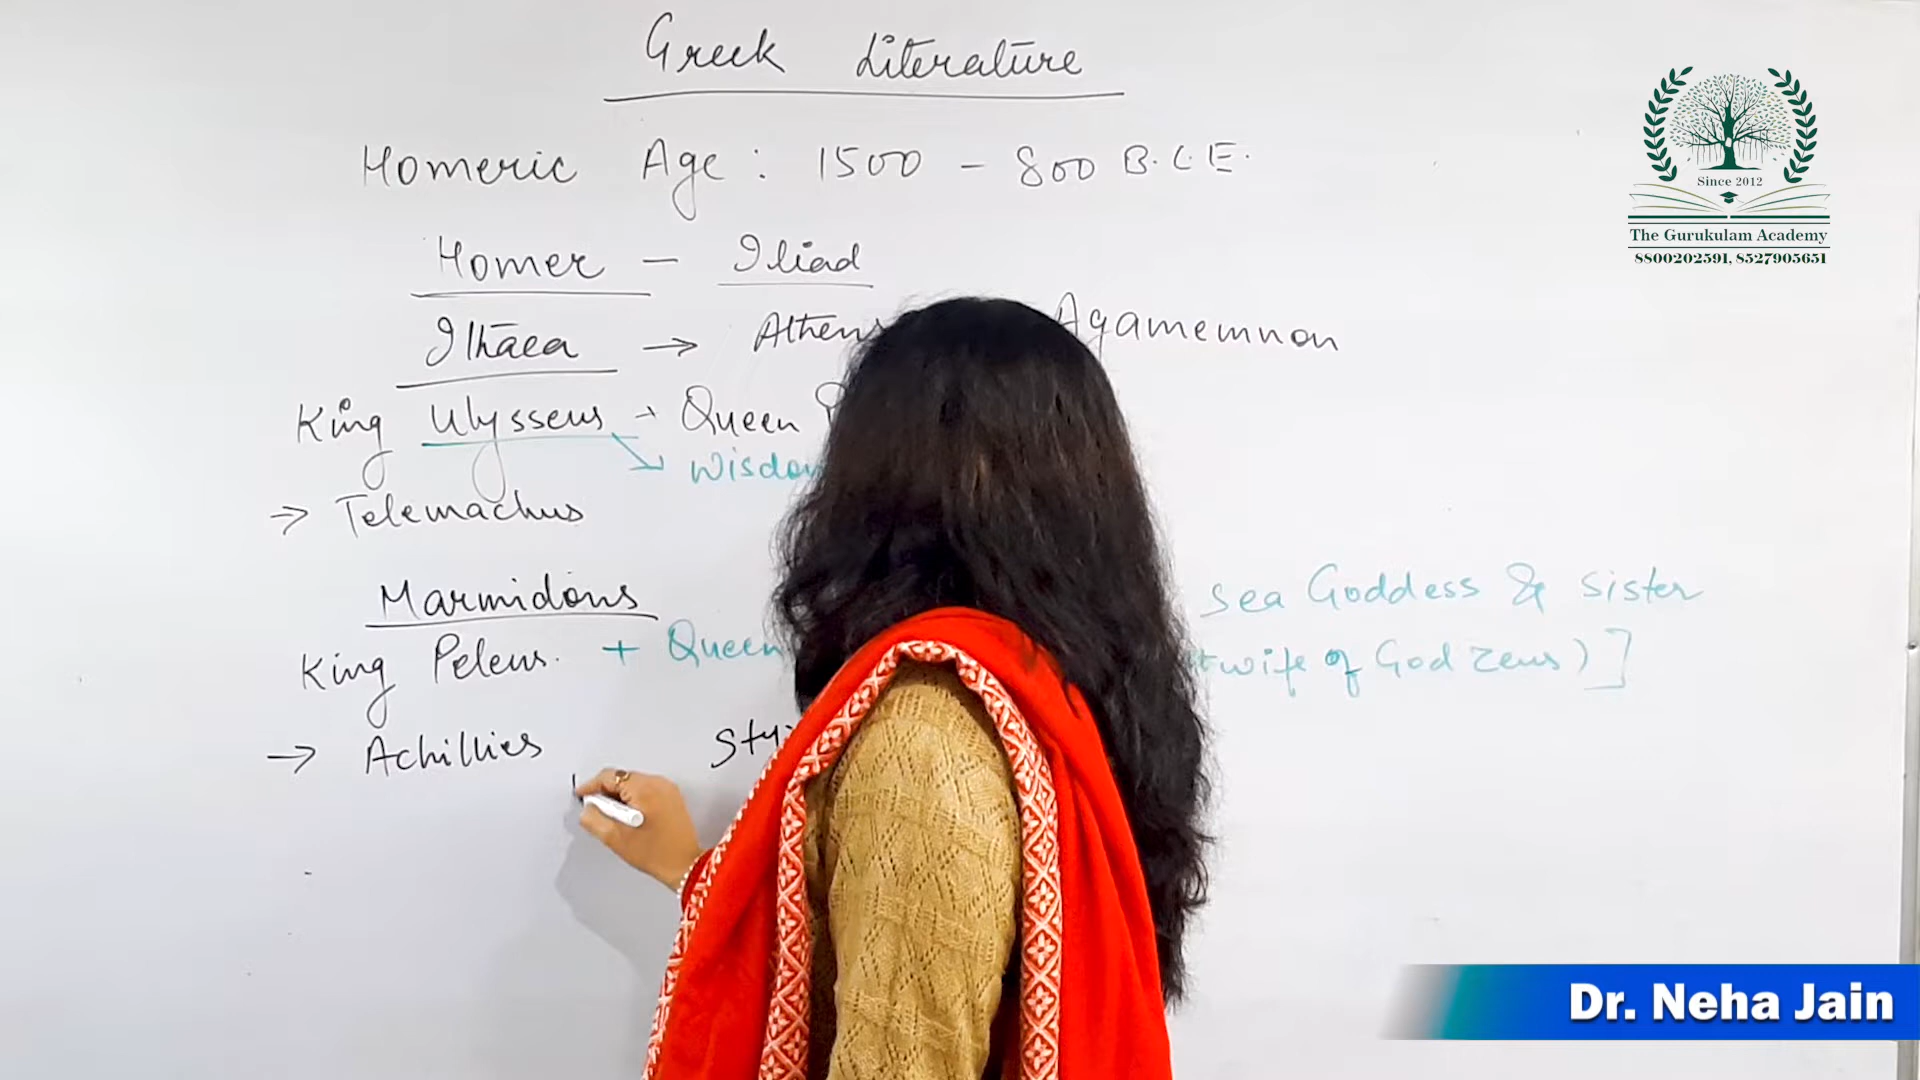 Greek Literature
Homeric Age : 1500 - 800 B.C.E.
Homer - Iliad
Ithaca → Athens Agamemnon
King Ulysseus → Queen
Wisdom
→ Telemachus
Marmidons
Sea Goddess & sister
King Peleus. + Queen wife of God Zeus) ]
→ Achillies
Since 2012
The Gurukulam Academy
8800202591, 8527905651
Dr. Neha Jain